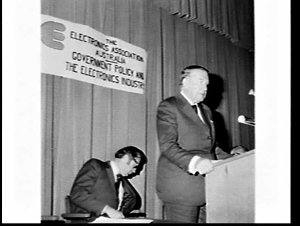 THE
ELECTRONICS ASSOCIATION
AUSTRALIA
GOVERNMENT POLICY AND
THE ELECTRONICS INDUSTRY